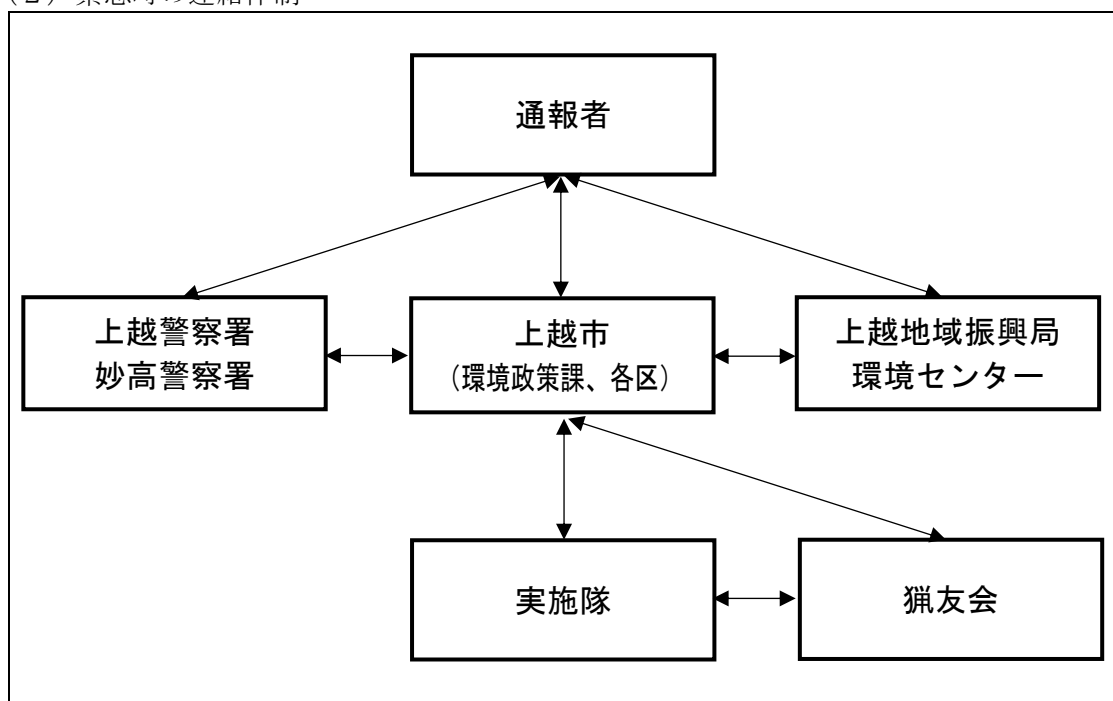 通報者
上越警察署
妙高警察署
上越市
（環境政策課、各区）
上越地域振興局
環境センター
実施隊
猟友会